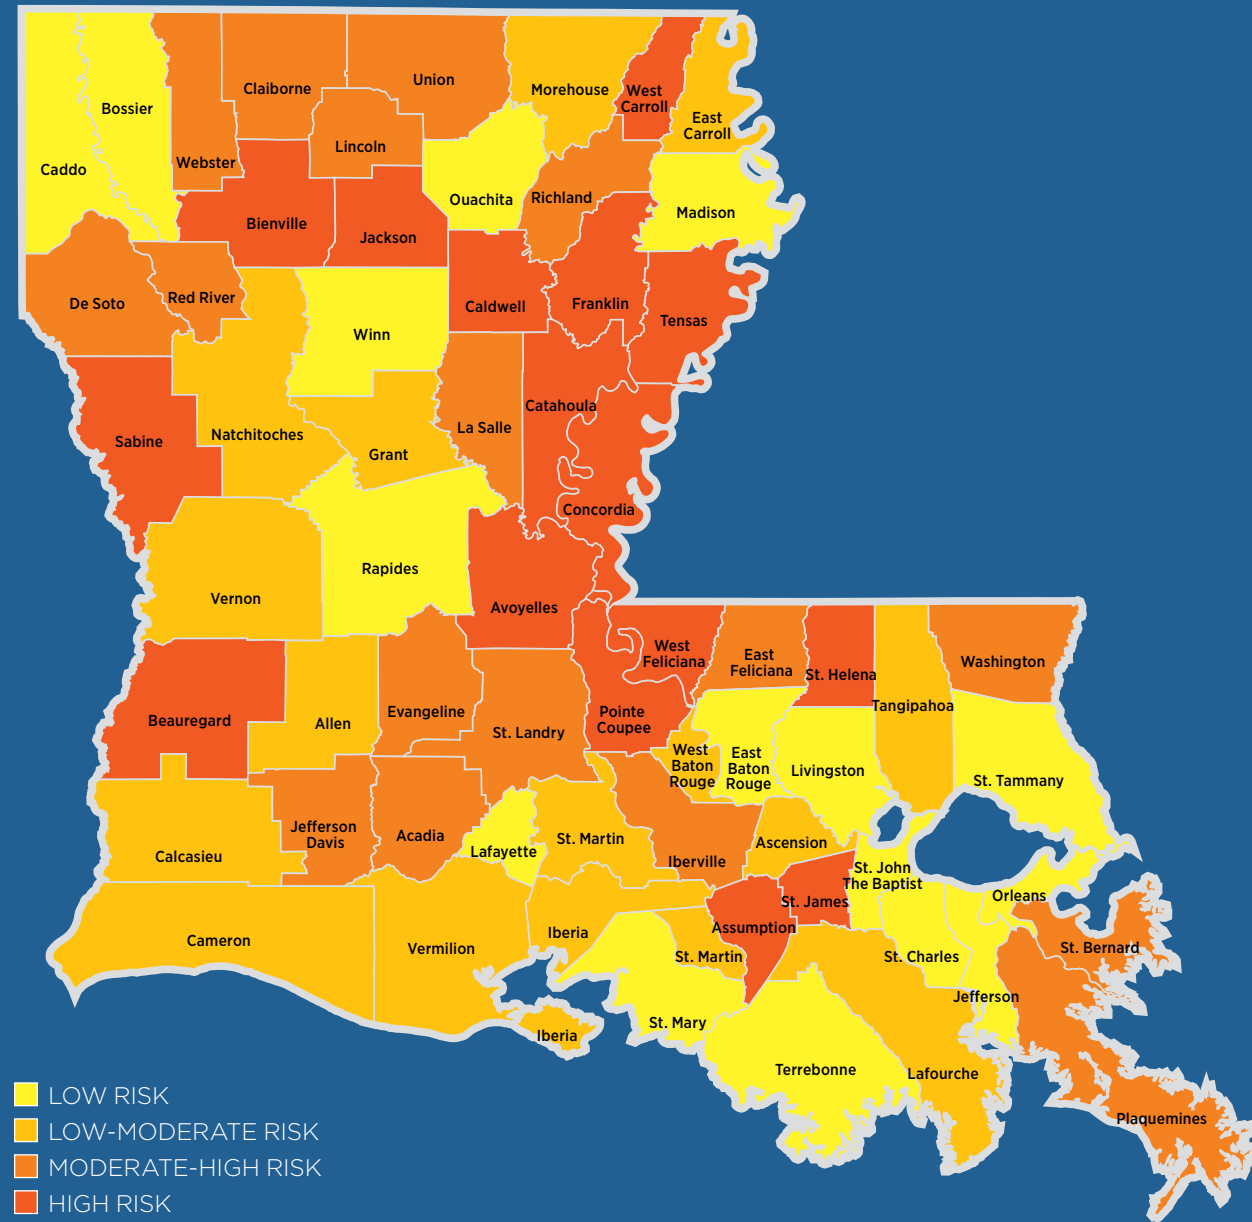 Claiborne
Union
Morehouse
West
Carroll
East
Carroll
Bossier
Webster
Lincoln
Caddo
Ouachita
Richland
Madison
Bienville
Jackson
De Soto
Red River
Winn
Caldwell
Franklin
Tensas
Sabine
Natchitoches
Grant
La Salle
Catahoula
Concordia
Vernon
Rapides
Avoyelles
West
Feliciana
East
Feliciana
St. Helena
Tangipahoa
Washington
Beauregard
Allen
Evangeline
St. Landry
Pointe
Coupee
West
Baton
Rouge
East
Baton
Rouge
Livingston
St. Tammany
Calcasieu
Jefferson
Davis
Acadia
Lafayette
St. Martin
Iberville
Ascension
St. John
The Baptist
Orleans
St. James
Assumption
Cameron
Vermilion
Iberia
St. Martin
St. Charles
St. Bernard
Jefferson
St. Mary
Iberia
Terrebonne
Lafourche
Plaquemines
LOW RISK
LOW-MODERATE RISK
MODERATE-HIGH RISK
HIGH RISK